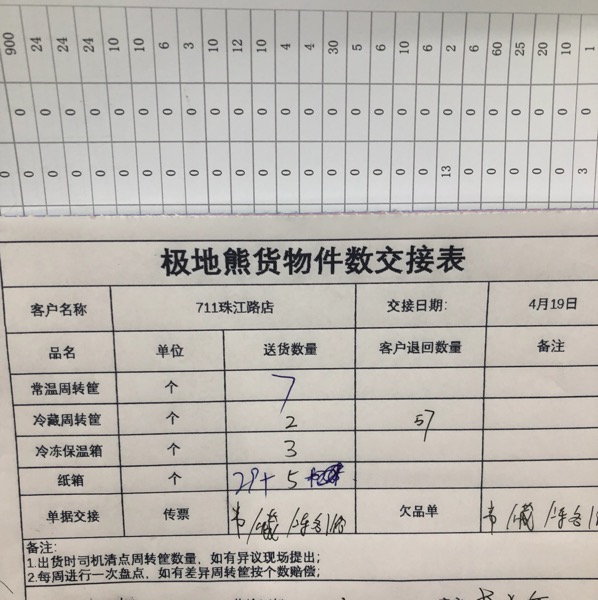 900 24 24 24 10 6 3 10 12 10 4 4 30 5 6 10 6 2 6 60 25 20 10 1
0 0 0 0 0 0 0 0 0 0 0 0 0 0 0 0 0 0 0 0 0 0 0
0 0 0 0 0 0 0 0 0 0 0 0 0 0 0 0 0 13 0 0 0 0 0 3
极地熊货物件数交接表
客户名称 711珠江路店 交接日期: 4月19日
品名 单位 送货数量 客户退回数量 备注
常温周转筐 个 7
冷藏周转筐 个 2 57
冷冻保温箱 个 3
纸箱 个 29+ 5
单据交接 传票 欠品单
备注:
1.出货时司机清点周转筐数量,如有异议现场提出;
2.每周进行一次盘点,如有差异周转筐按个数赔偿;